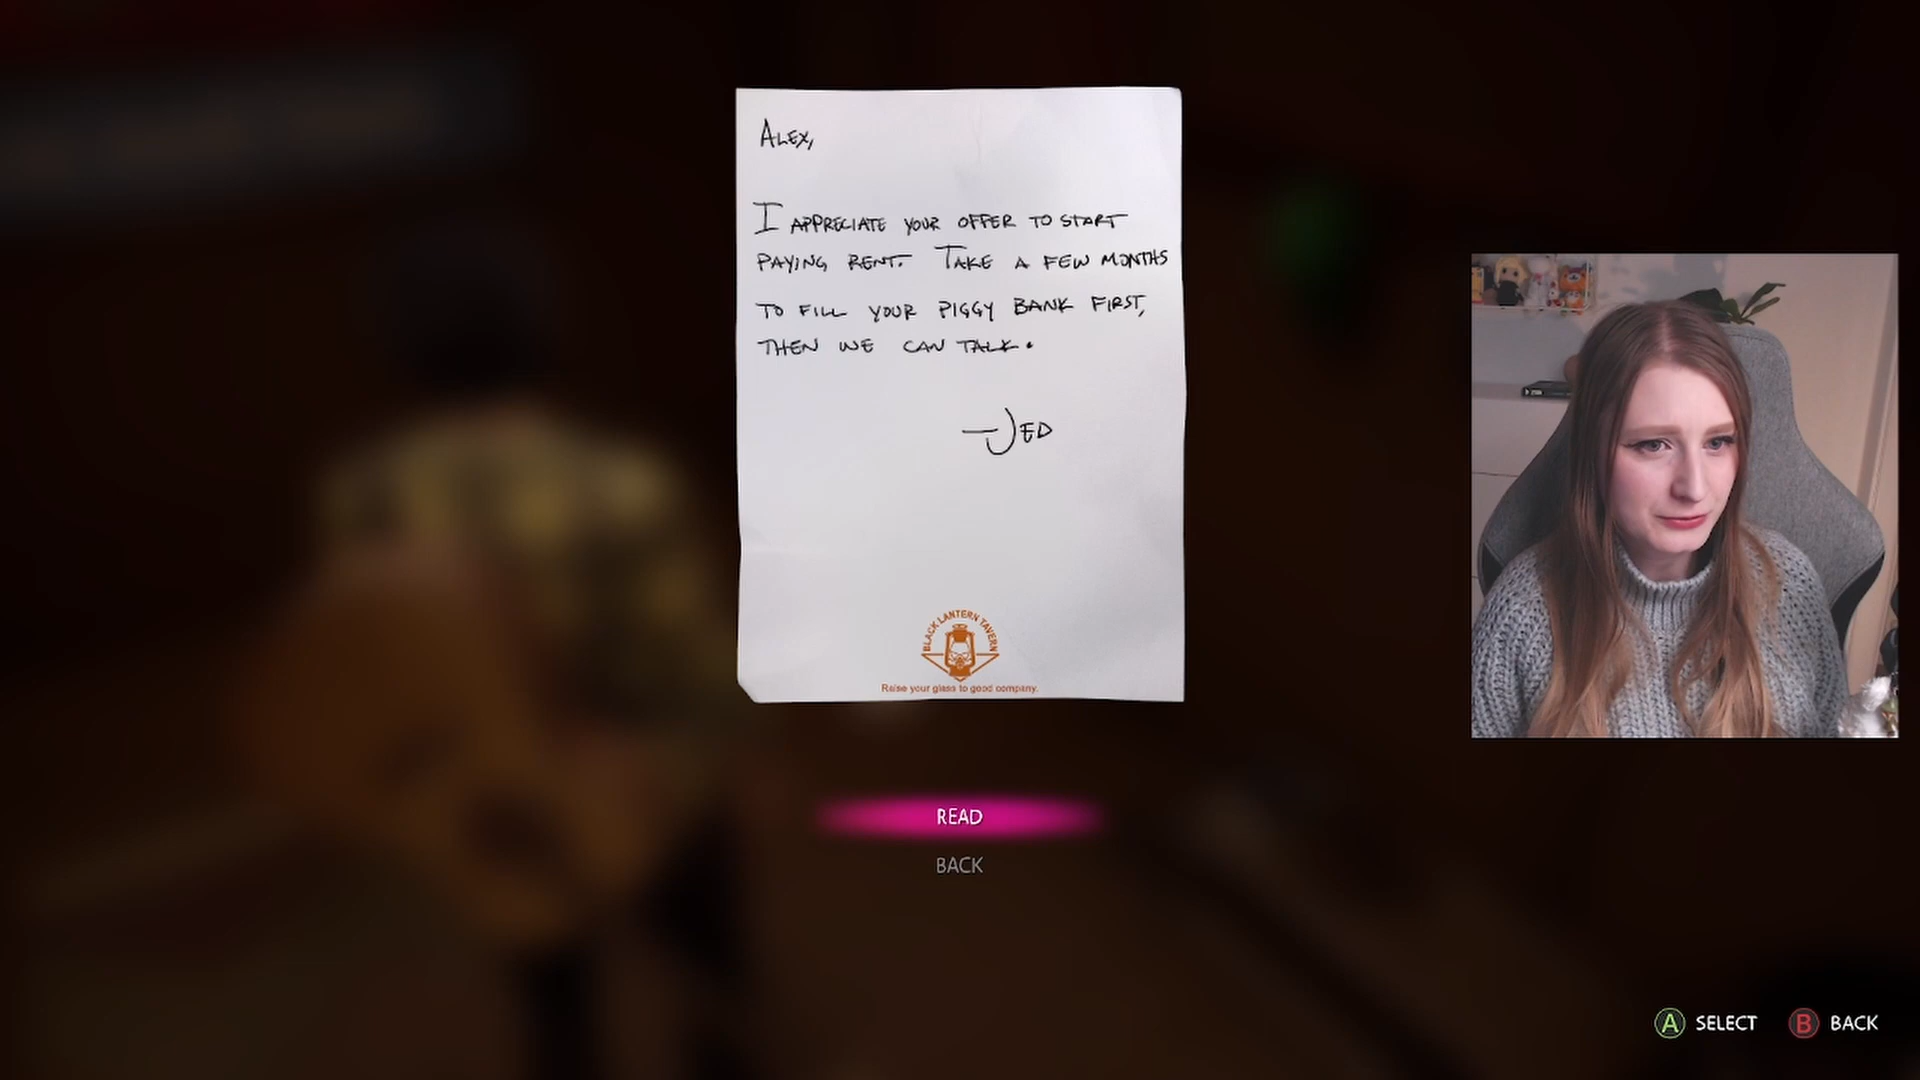 ALEX,
I APPRECIATE YOUR OFFER TO START
PAYING RENT. TAKE A FEW MONTHS
TO FILL YOUR PIGGY BANK FIRST,
THEN WE CAN TALK.
—JED
BLACK LANTERN TAVERN
Raise your glass to good company.
READ
BACK
A SELECT B BACK